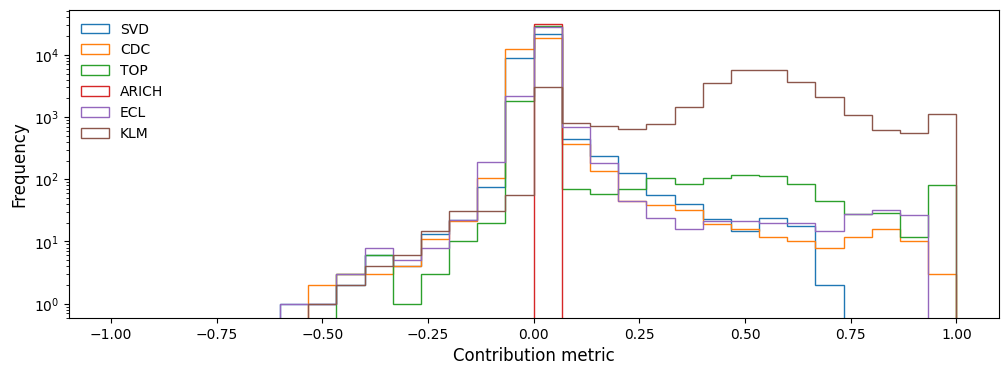 SVD
CDC
TOP
ARICH
ECL
KLM
Frequency
10⁴
10³
10²
10¹
10⁰
−1.00 −0.75 −0.50 −0.25 0.00 0.25 0.50 0.75 1.00
Contribution metric